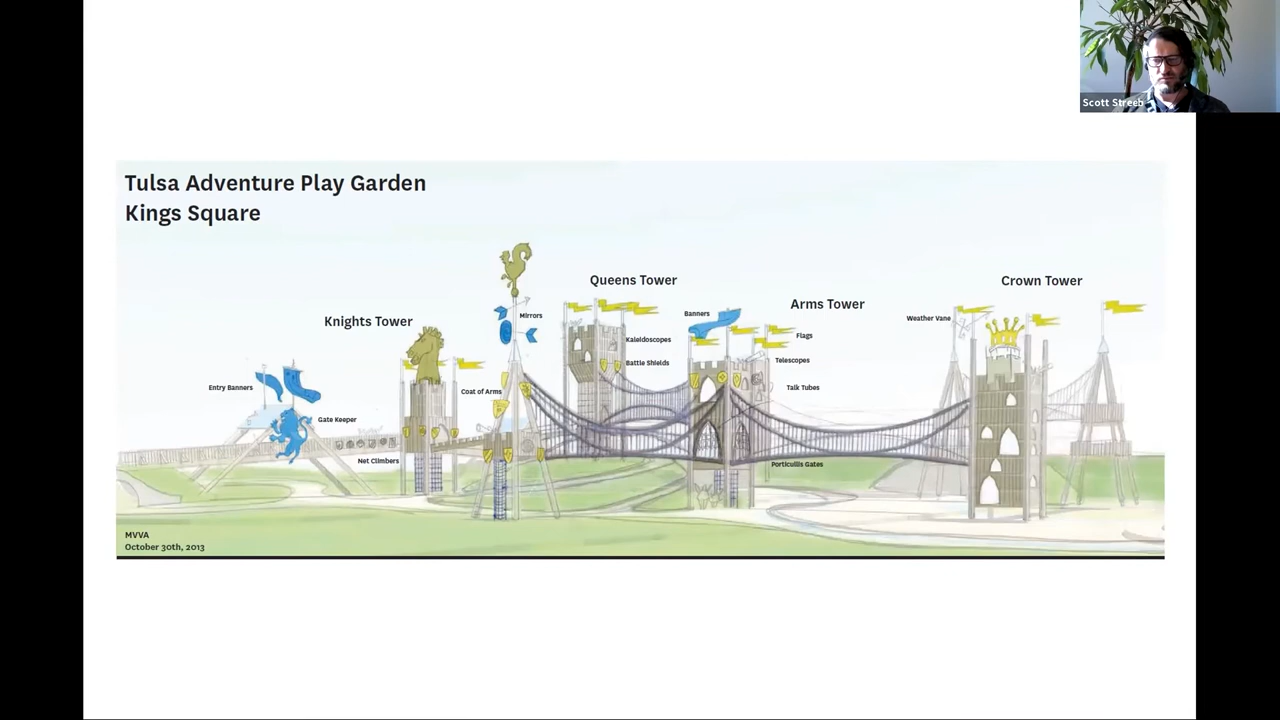 Scott Streeb
Tulsa Adventure Play Garden
Kings Square
Queens Tower
Crown Tower
Arms Tower
Knights Tower
Mirrors
Banners
Weather Vane
Flags
Kaleidoscopes
Telescopes
Battle Shields
Entry Banners
Coat of Arms
Talk Tubes
Gate Keeper
Net Climbers
Porticullis Gates
MVVA
October 30th, 2013